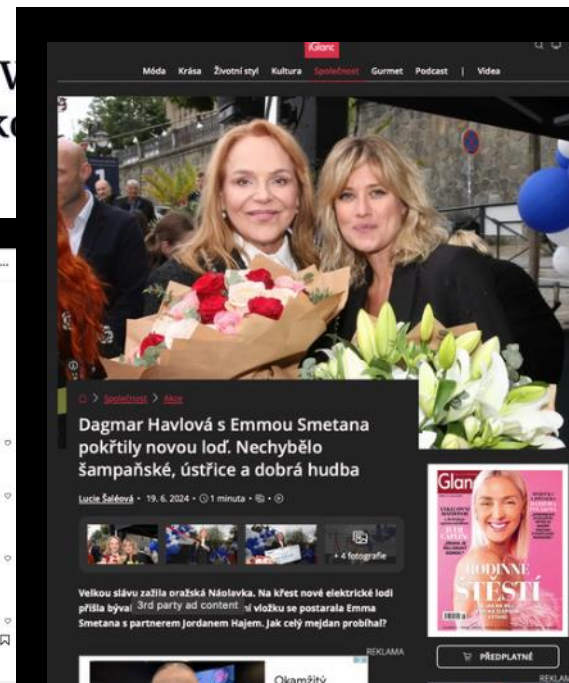 iGlanc
Móda Krása Životní styl Kultura Společnost Gurmet Podcast | Videa
Společnost > Akce
Dagmar Havlová s Emmou Smetana
pokřtily novou loď. Nechybělo
šampaňské, ústřice a dobrá hudba
Lucie Šaléová • 19. 6. 2024 • 1 minuta
+ 4 fotografie
Velkou slávu zažila pražská Náplavka. Na křest nové elektrické lodi
přišla býval 3rd party ad content ní vložku se postarala Emma
Smetana s partnerem Jordanem Hajem. Jak celý mejdan probíhal?
REKLAMA
Okamžitý
Glan
RODINNÉ
ŠTĚSTÍ
PŘEDPLATNÉ